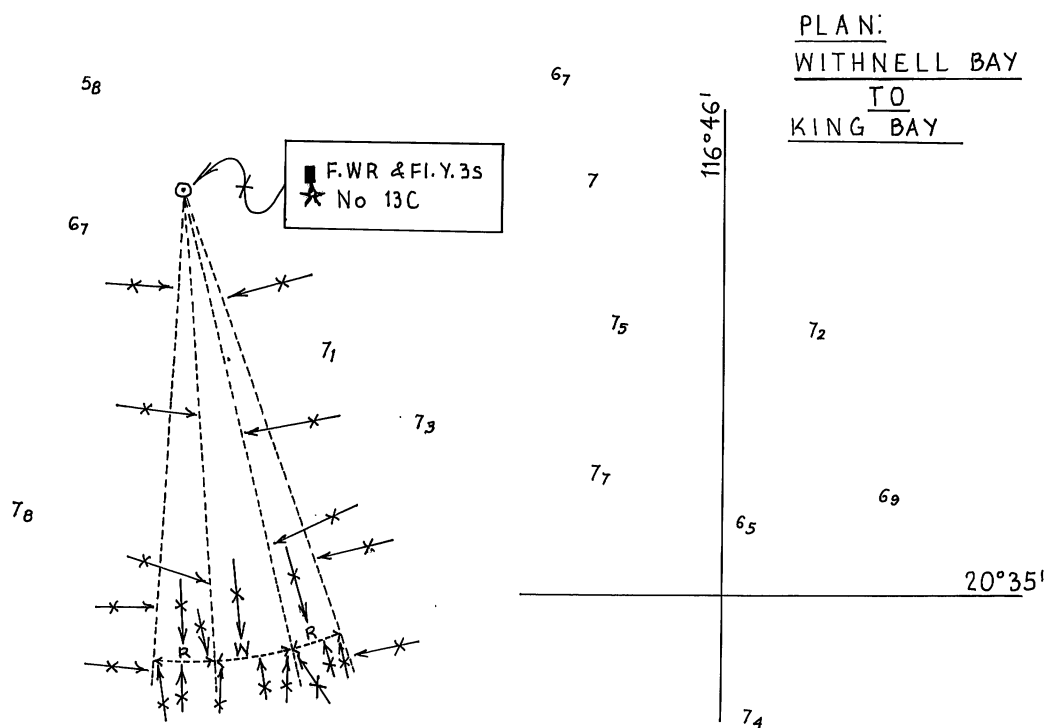 PLAN:
WITHNELL BAY
TO
KING BAY
116°46'
5₈
6₇
F.WR & Fl.Y.3s
No 13C
7
6₇
7₅
7₂
7₁
7₃
7₇
6₉
7₈
6₅
20°35'
R
W
R
7₄